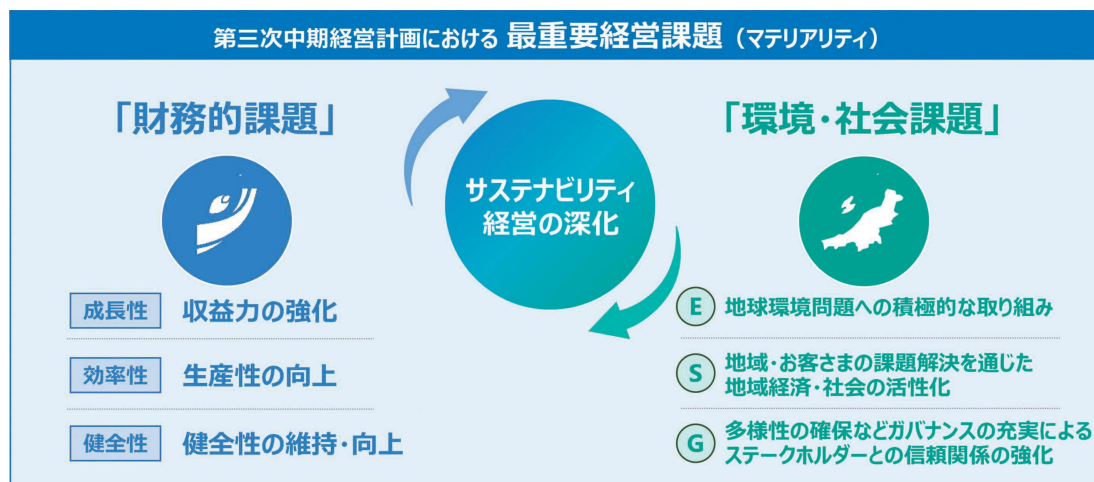 第三次中期経営計画における 最重要経営課題（マテリアリティ）
「財務的課題」
成長性 収益力の強化
効率性 生産性の向上
健全性 健全性の維持・向上
サステナビリティ
経営の深化
「環境・社会課題」
E 地球環境問題への積極的な取り組み
S 地域・お客さまの課題解決を通じた
地域経済・社会の活性化
G 多様性の確保などガバナンスの充実による
ステークホルダーとの信頼関係の強化